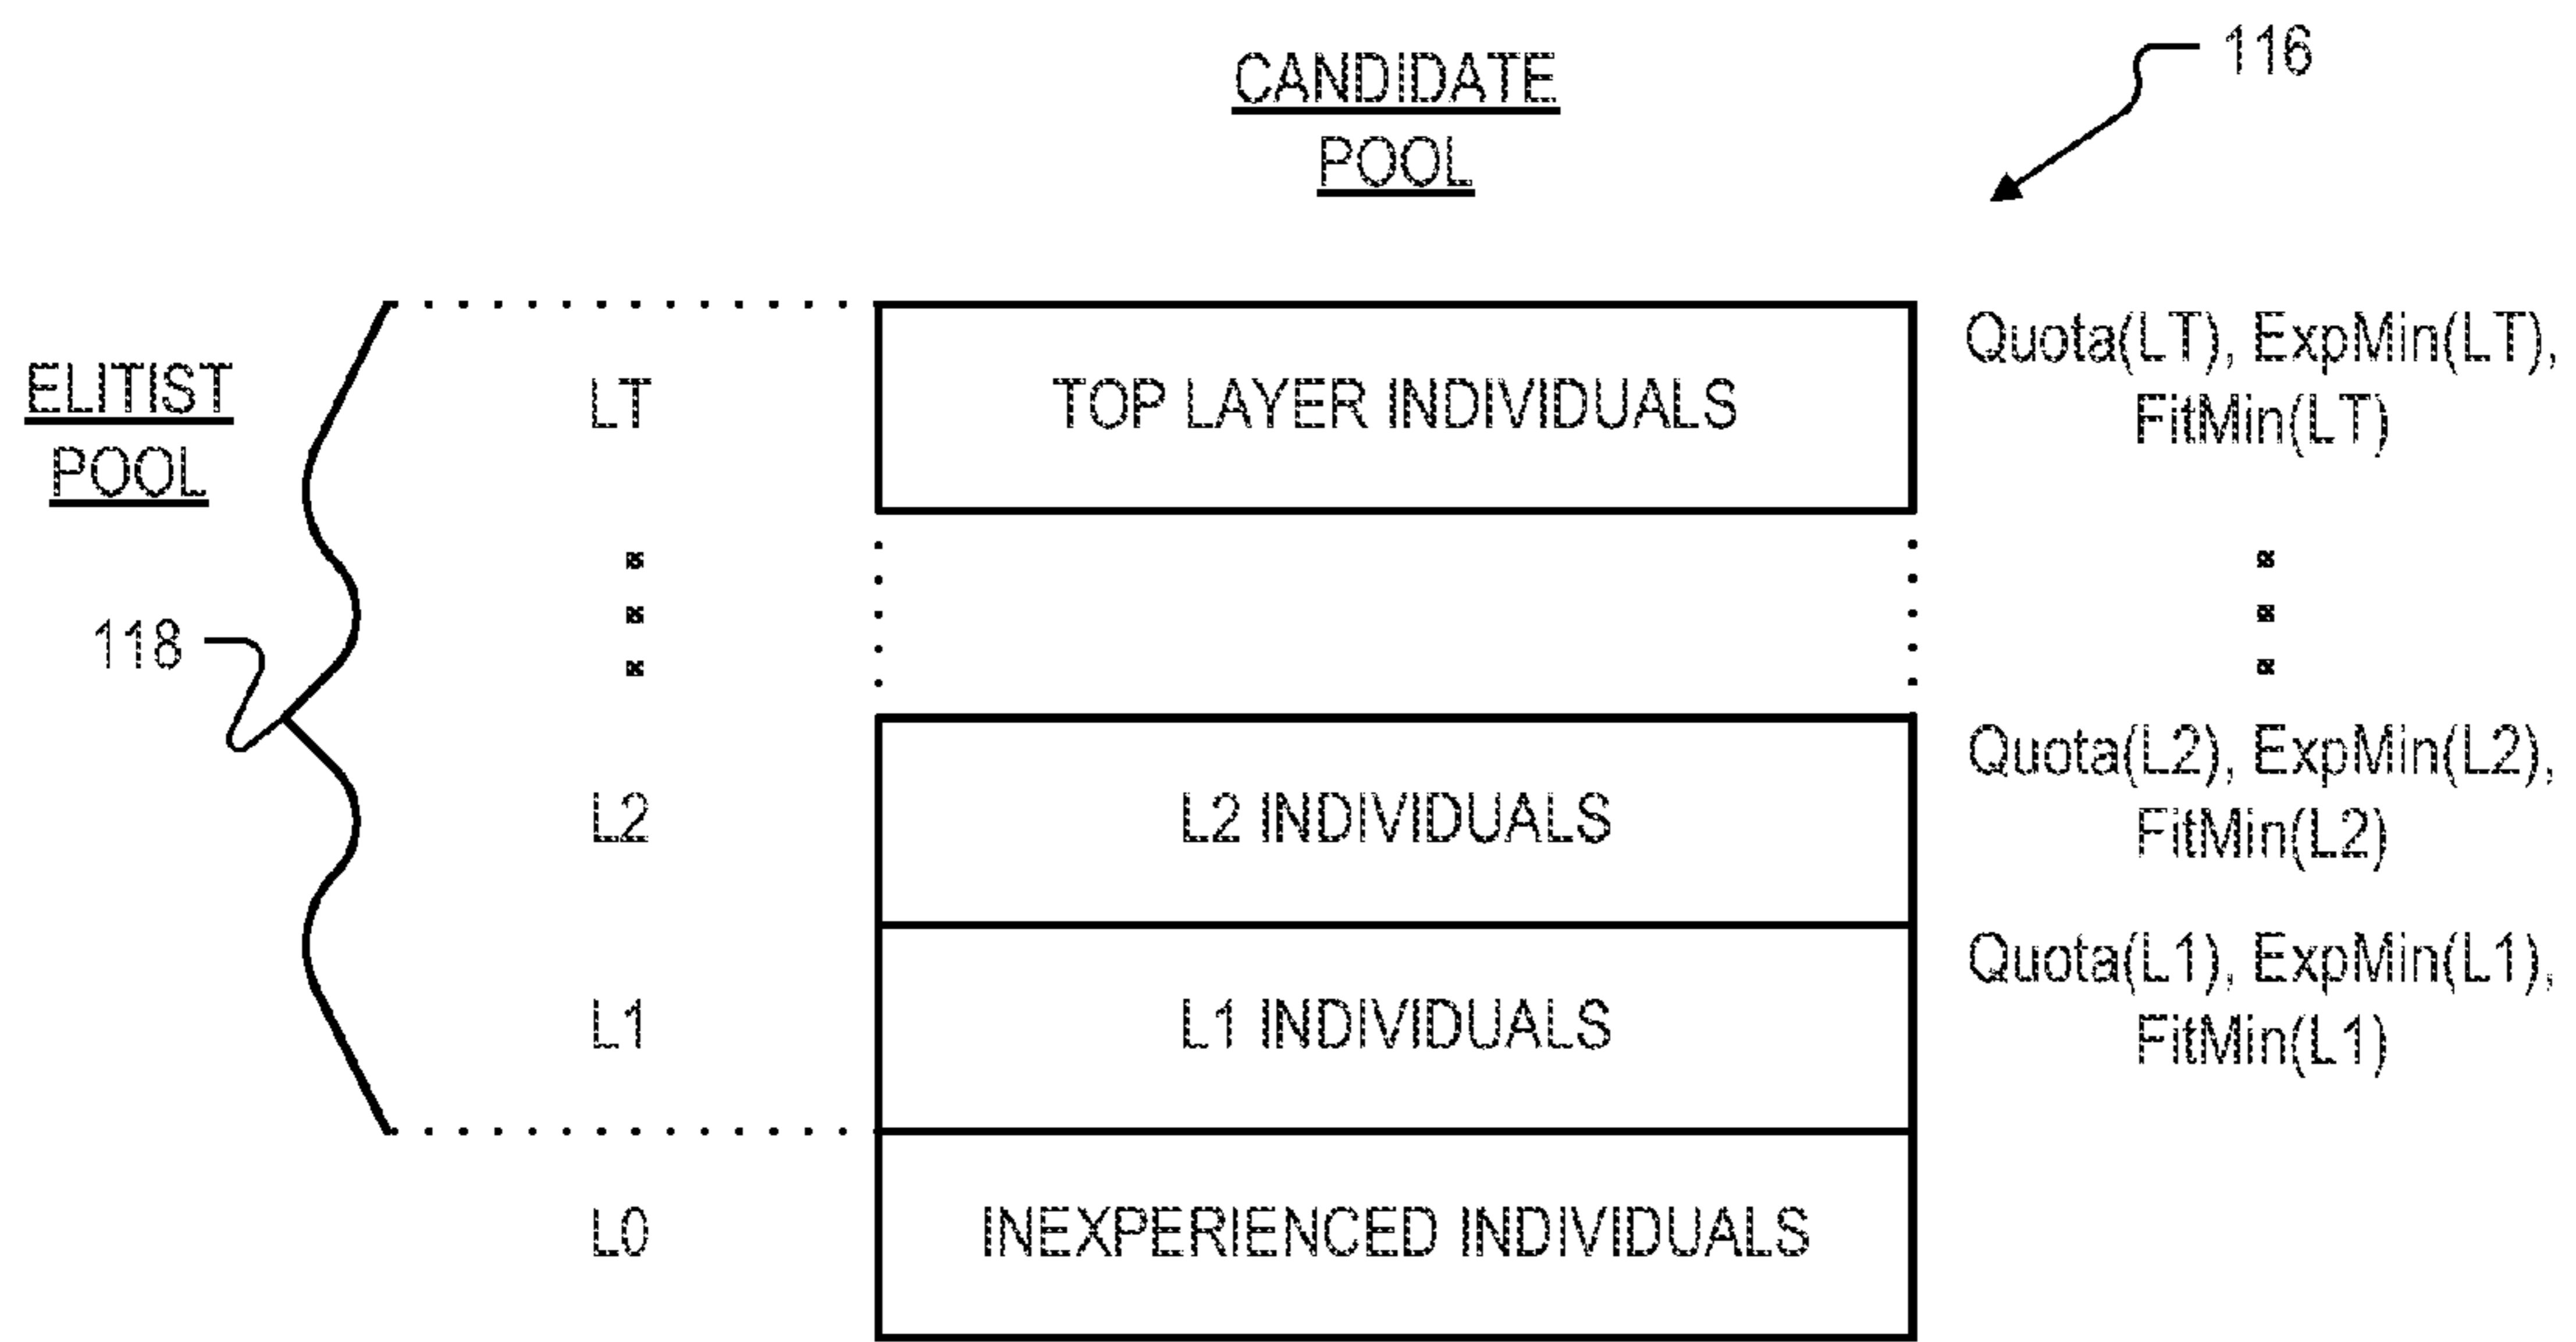 116
CANDIDATE
POOL
ELITIST
POOL
LT
TOP LAYER INDIVIDUALS
Quota(LT), ExpMin(LT),
FitMin(LT)
118
L2
L2 INDIVIDUALS
Quota(L2), ExpMin(L2),
FitMin(L2)
L1
L1 INDIVIDUALS
Quota(L1), ExpMin(L1),
FitMin(L1)
L0
INEXPERIENCED INDIVIDUALS